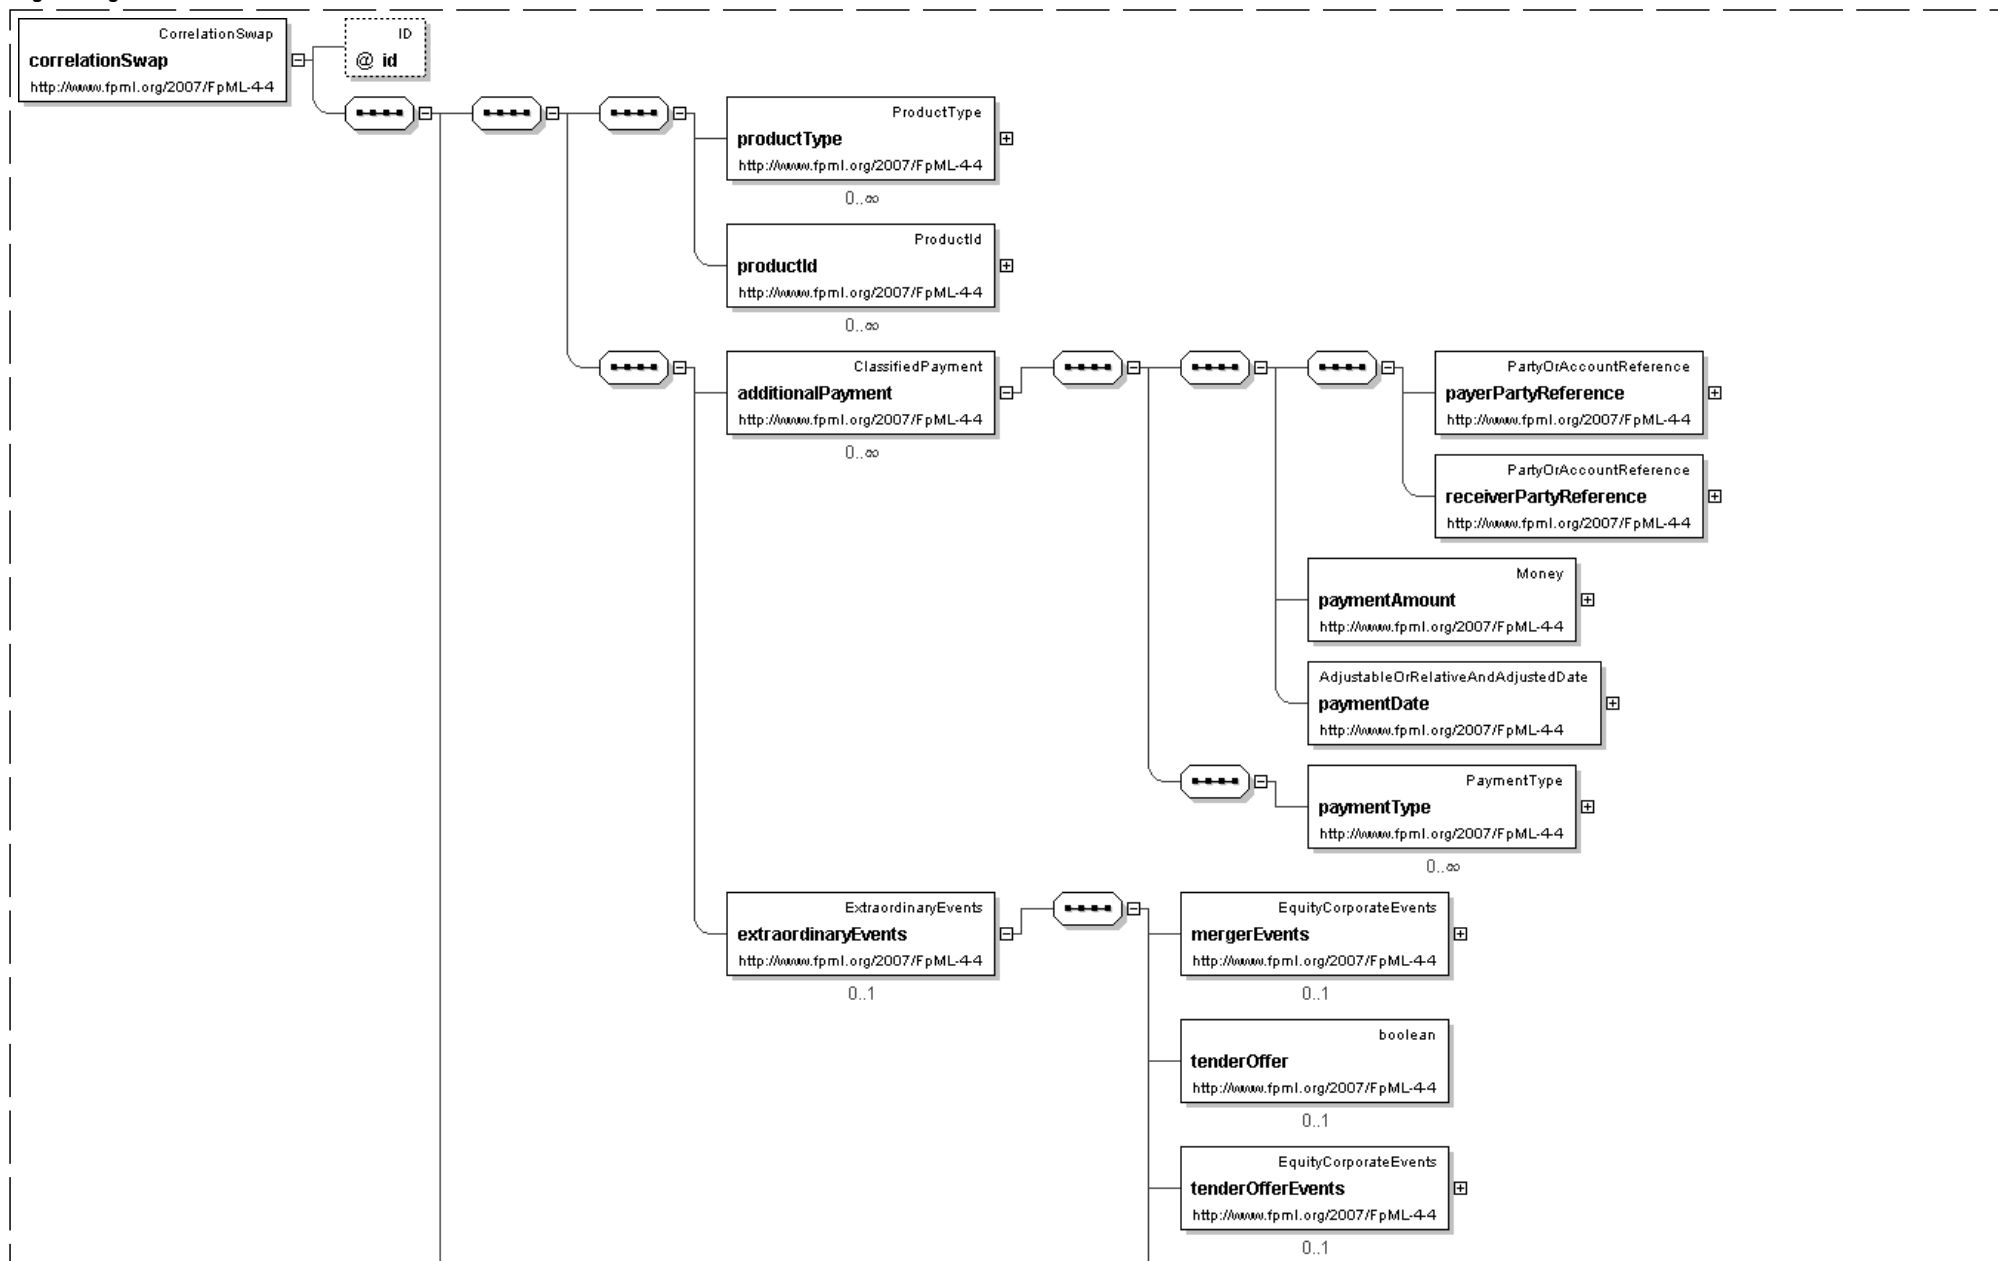 CorrelationSwap
correlationSwap
http://www.fpml.org/2007/FpML-4-4
ID
@ id
ProductType
productType
http://www.fpml.org/2007/FpML-4-4
0..∞
ProductId
productId
http://www.fpml.org/2007/FpML-4-4
0..∞
ClassifiedPayment
additionalPayment
http://www.fpml.org/2007/FpML-4-4
0..∞
PartyOrAccountReference
payerPartyReference
http://www.fpml.org/2007/FpML-4-4
PartyOrAccountReference
receiverPartyReference
http://www.fpml.org/2007/FpML-4-4
Money
paymentAmount
http://www.fpml.org/2007/FpML-4-4
AdjustableOrRelativeAndAdjustedDate
paymentDate
http://www.fpml.org/2007/FpML-4-4
PaymentType
paymentType
http://www.fpml.org/2007/FpML-4-4
0..∞
ExtraordinaryEvents
extraordinaryEvents
http://www.fpml.org/2007/FpML-4-4
0..1
EquityCorporateEvents
mergerEvents
http://www.fpml.org/2007/FpML-4-4
0..1
boolean
tenderOffer
http://www.fpml.org/2007/FpML-4-4
0..1
EquityCorporateEvents
tenderOfferEvents
http://www.fpml.org/2007/FpML-4-4
0..1